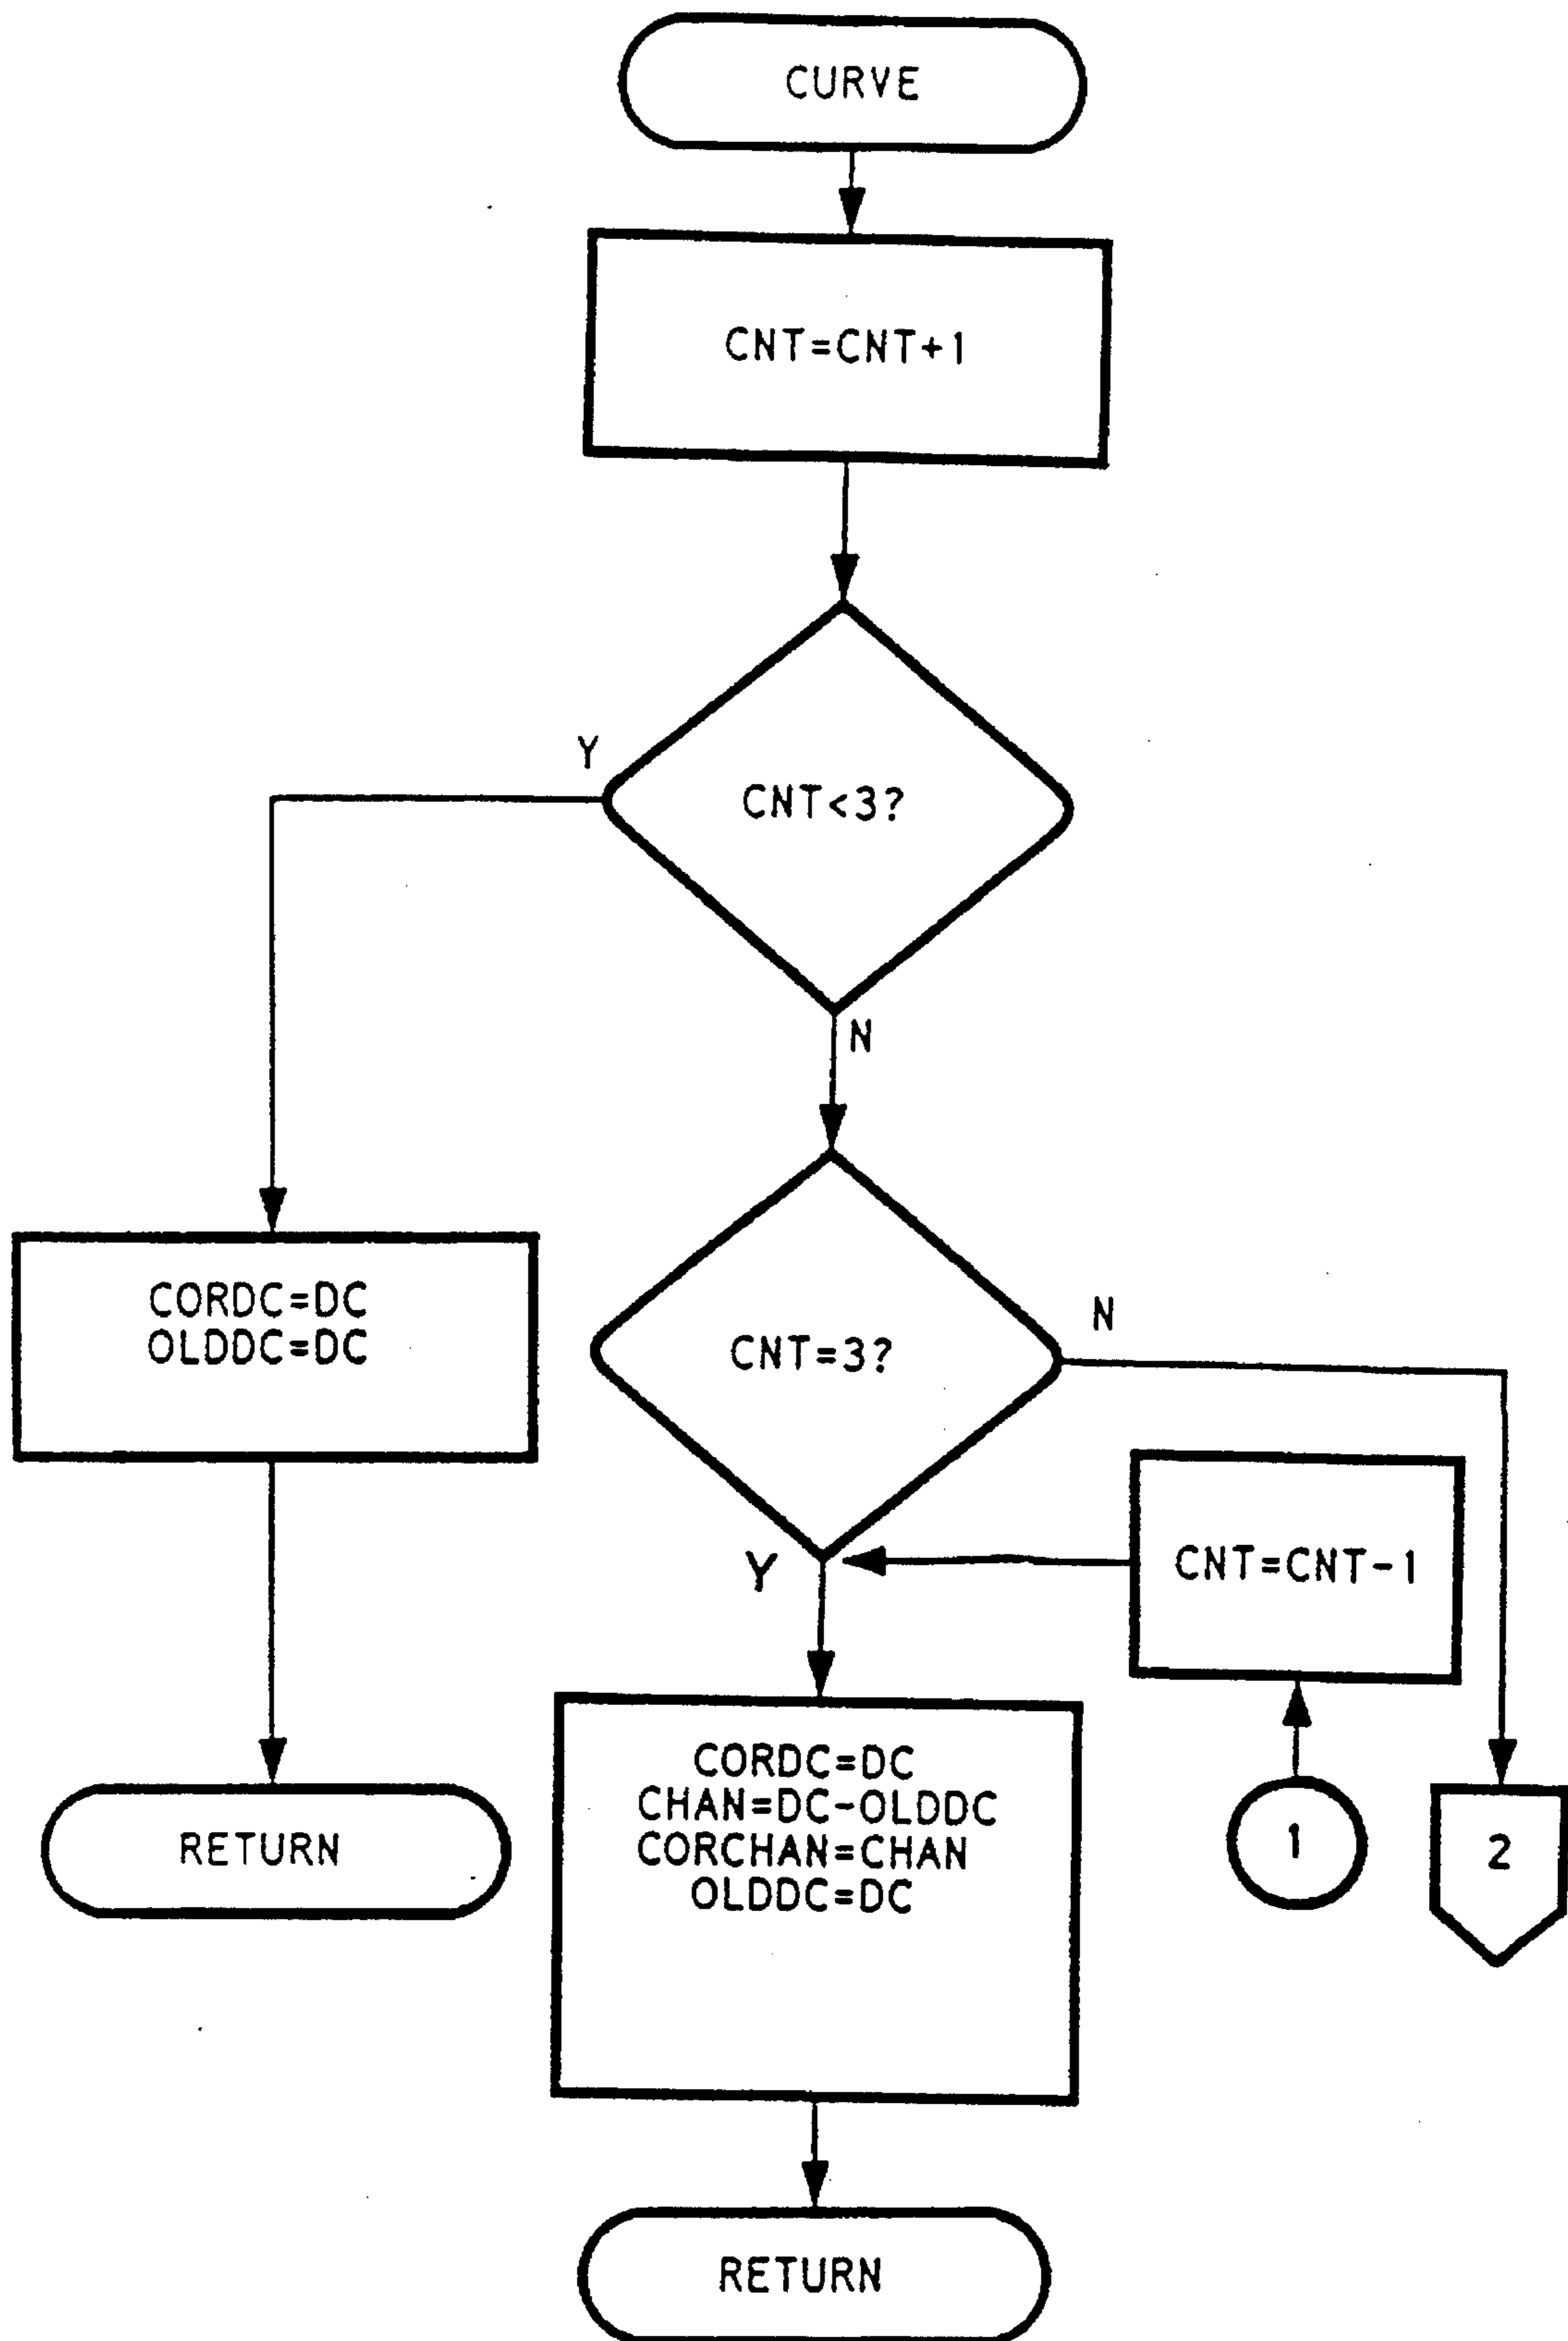 CURVE
CNT=CNT+1
Y
CNT<3?
N
CORDC=DC
OLDDC=DC
CNT=3?
N
Y
CNT=CNT-1
CORDC=DC
CHAN=DC-OLDDC
CORCHAN=CHAN
OLDDC=DC
RETURN
1
2
RETURN